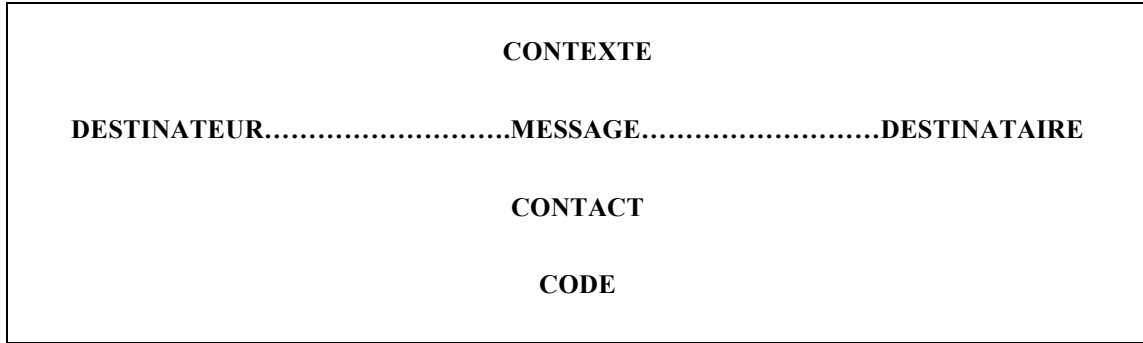 CONTEXTE
DESTINATEUR……………………….MESSAGE………………………DESTINATAIRE
CONTACT
CODE